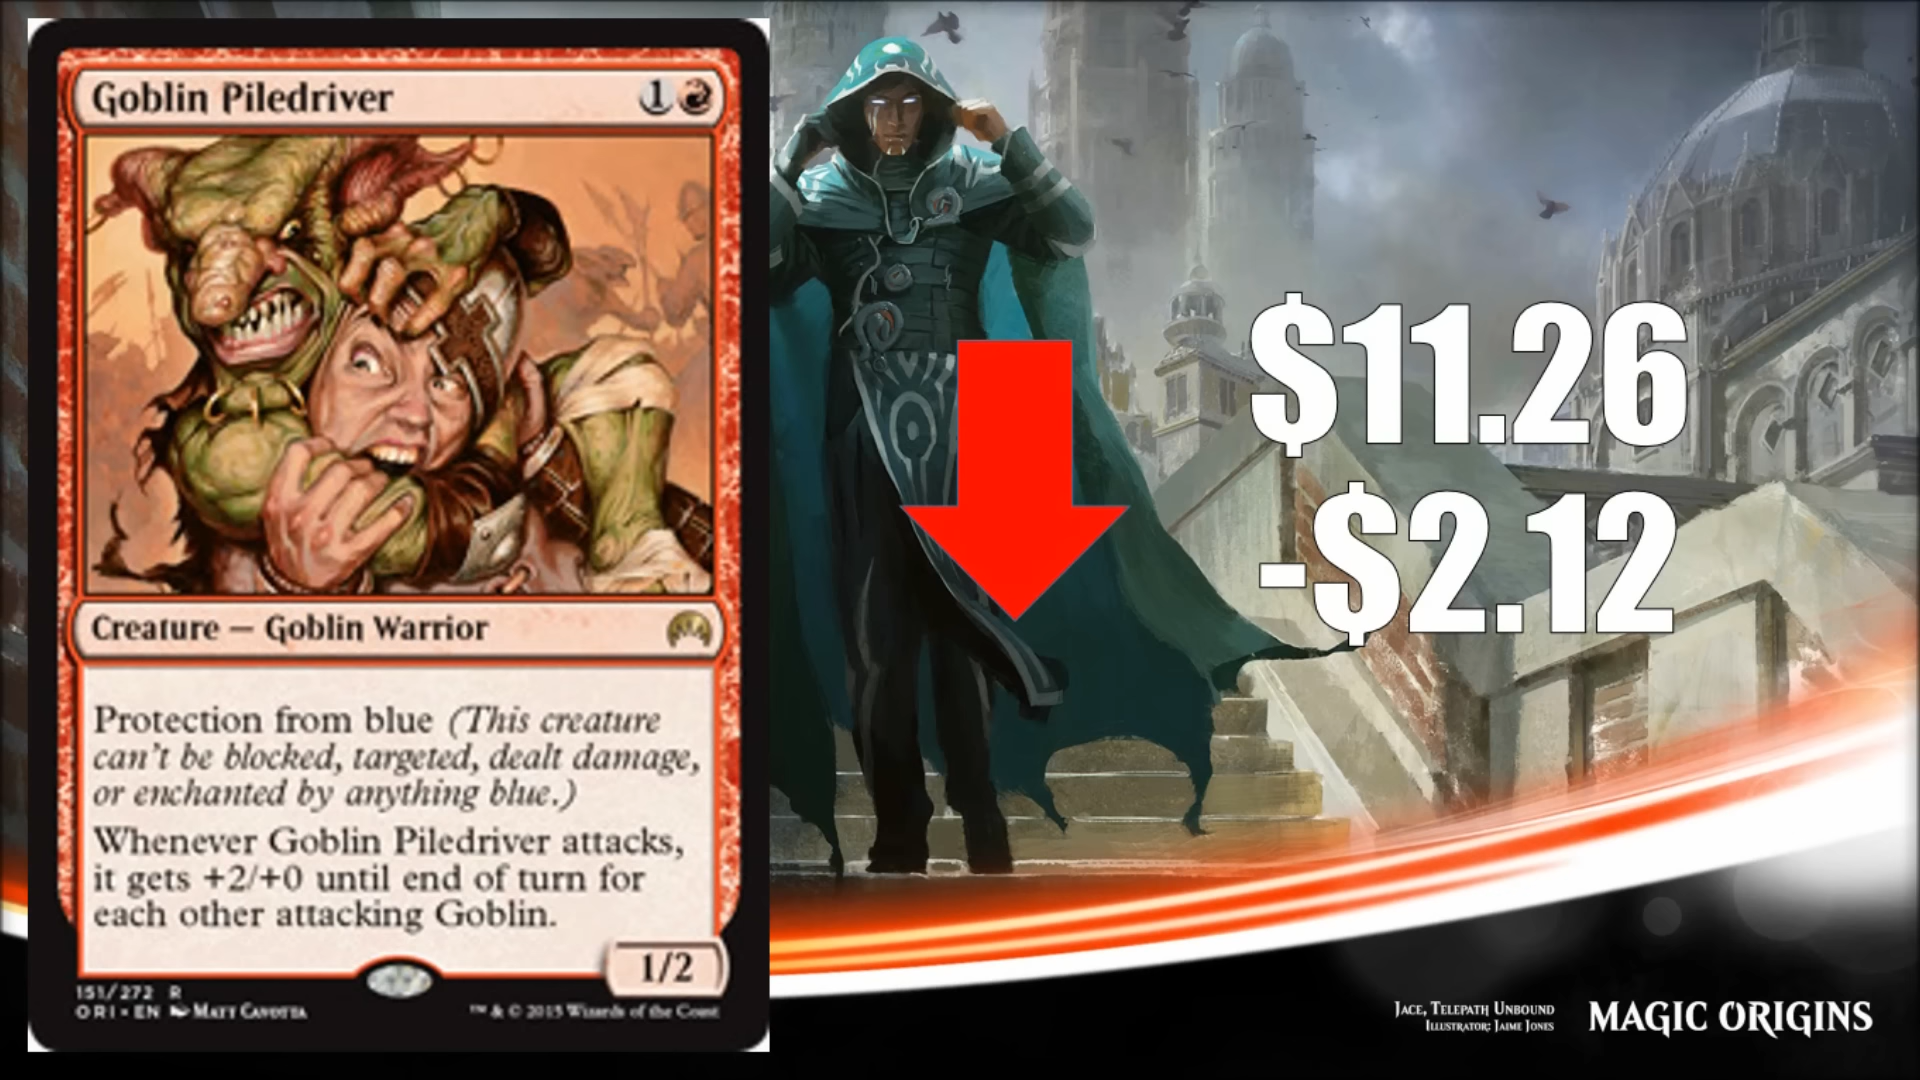 Goblin Piledriver 1
Creature — Goblin Warrior
Protection from blue (This creature
can't be blocked, targeted, dealt damage,
or enchanted by anything blue.)
Whenever Goblin Piledriver attacks,
it gets +2/+0 until end of turn for
each other attacking Goblin.
1/2
151/272 R
ORI • EN Matt Cavotta
™ & © 2015 Wizards of the Coast
$11.26
-$2.12
Jace, Telepath Unbound
Illustrator: Jaime Jones
MAGIC ORIGINS